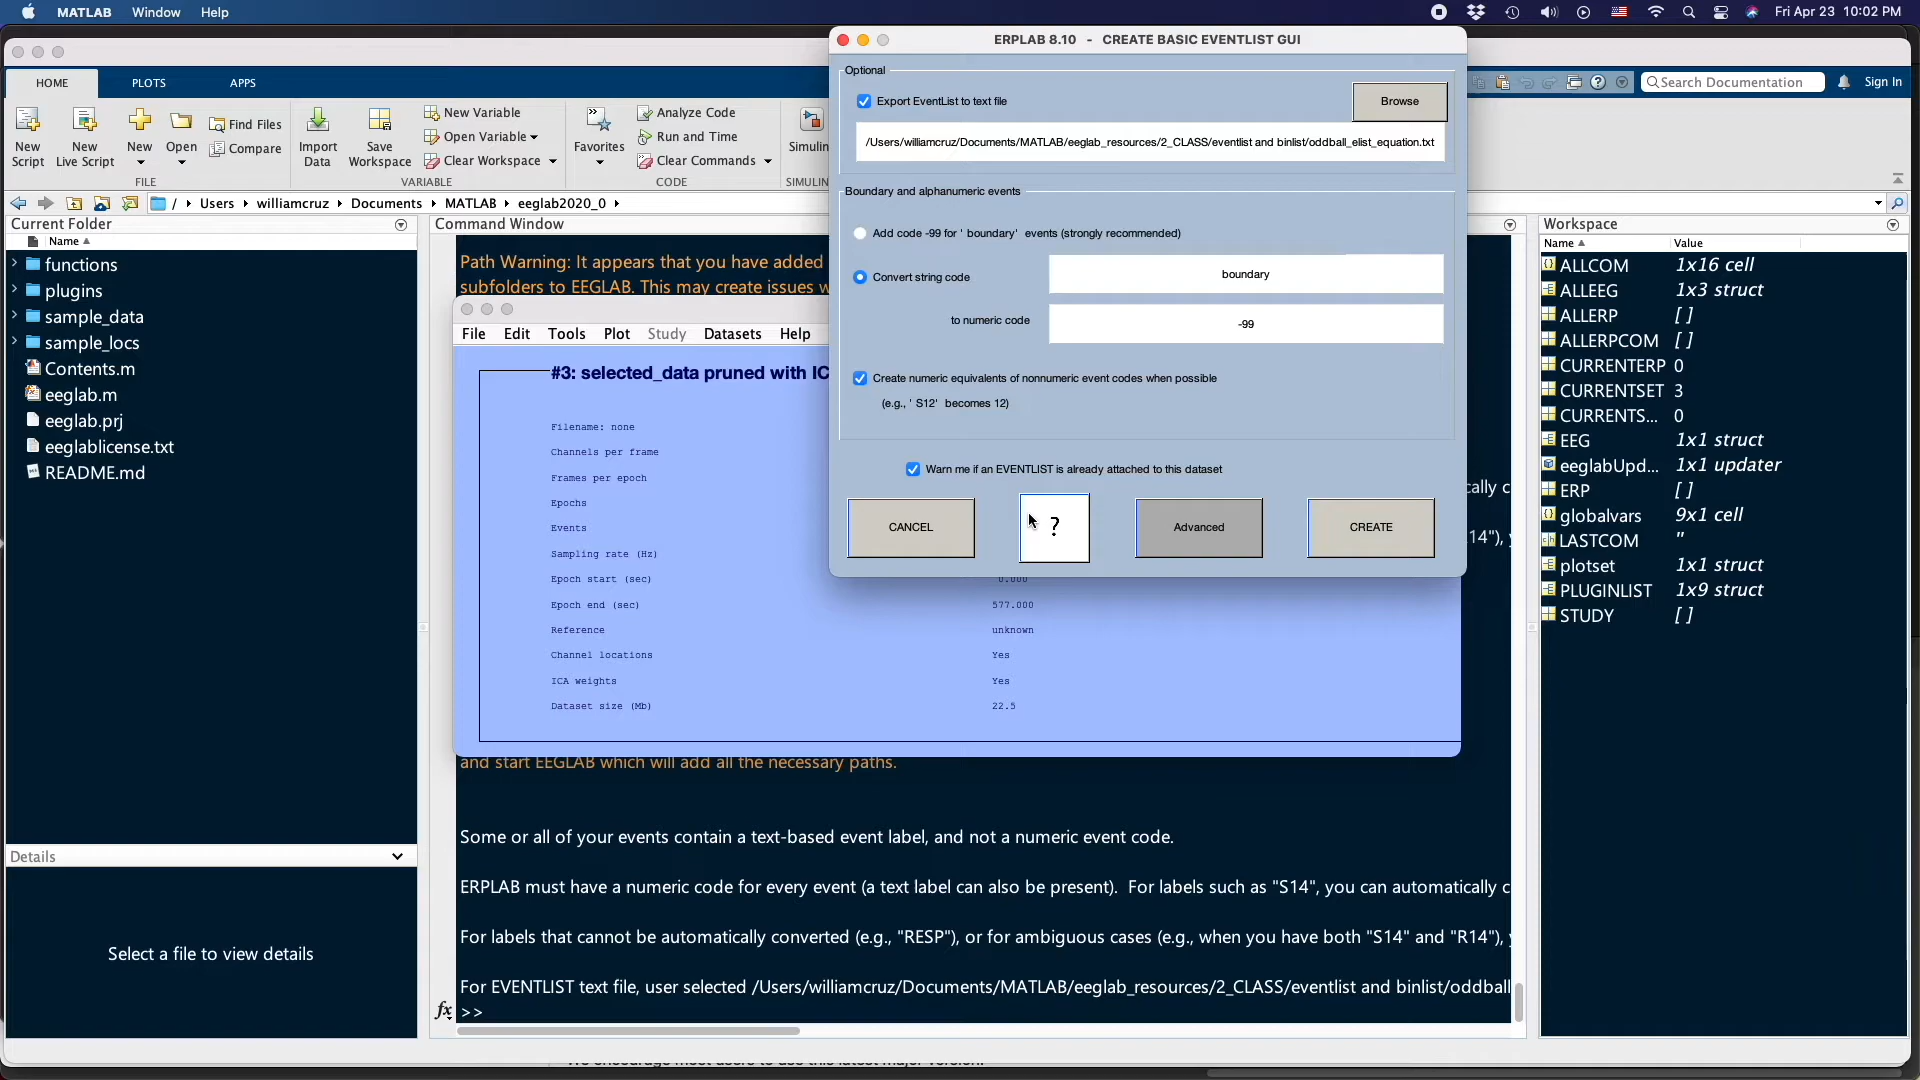 MATLAB Window Help
Fri Apr 23 10:02 PM
HOME PLOTS APPS
Search Documentation
Sign In
New Script
New Live Script
New
Open
Find Files
Compare
FILE
Import Data
Save Workspace
New Variable
Open Variable
Clear Workspace
VARIABLE
Favorites
Analyze Code
Run and Time
Clear Commands
CODE
Simulin
SIMULIN
/ Users williamcruz Documents MATLAB eeglab2020_0
Current Folder
Name
functions
plugins
sample_data
sample_locs
Contents.m
eeglab.m
eeglab.prj
eeglablicense.txt
README.md
Details
Select a file to view details
Command Window
Path Warning: It appears that you have added
subfolders to EEGLAB. This may create issues w
File Edit Tools Plot Study Datasets Help
#3: selected_data pruned with IC
Filename: none
Channels per frame
Frames per epoch
Epochs
Events
Sampling rate (Hz)
Epoch start (sec) 0.000
Epoch end (sec) 577.000
Reference unknown
Channel locations Yes
ICA weights Yes
Dataset size (Mb) 22.5
and start EEGLAB which will add all the necessary paths.
Some or all of your events contain a text-based event label, and not a numeric event code.
ERPLAB must have a numeric code for every event (a text label can also be present). For labels such as "S14", you can automatically c
For labels that cannot be automatically converted (e.g., "RESP"), or for ambiguous cases (e.g., when you have both "S14" and "R14"), y
For EVENTLIST text file, user selected /Users/williamcruz/Documents/MATLAB/eeglab_resources/2_CLASS/eventlist and binlist/oddball
fx >>
ERPLAB 8.10 - CREATE BASIC EVENTLIST GUI
Optional
Export EventList to text file
Browse
/Users/williamcruz/Documents/MATLAB/eeglab_resources/2_CLASS/eventlist and binlist/oddball_elist_equation.txt
Boundary and alphanumeric events
Add code -99 for ' boundary' events (strongly recommended)
Convert string code boundary
to numeric code -99
Create numeric equivalents of nonnumeric event codes when possible
(e.g., ' S12' becomes 12)
Warn me if an EVENTLIST is already attached to this dataset
CANCEL ? Advanced CREATE
cally c
14"), y
Workspace
Name Value
ALLCOM 1x16 cell
ALLEEG 1x3 struct
ALLERP []
ALLERPCOM []
CURRENTERP 0
CURRENTSET 3
CURRENTS... 0
EEG 1x1 struct
eeglabUpd... 1x1 updater
ERP []
globalvars 9x1 cell
LASTCOM ''
plotset 1x1 struct
PLUGINLIST 1x9 struct
STUDY []